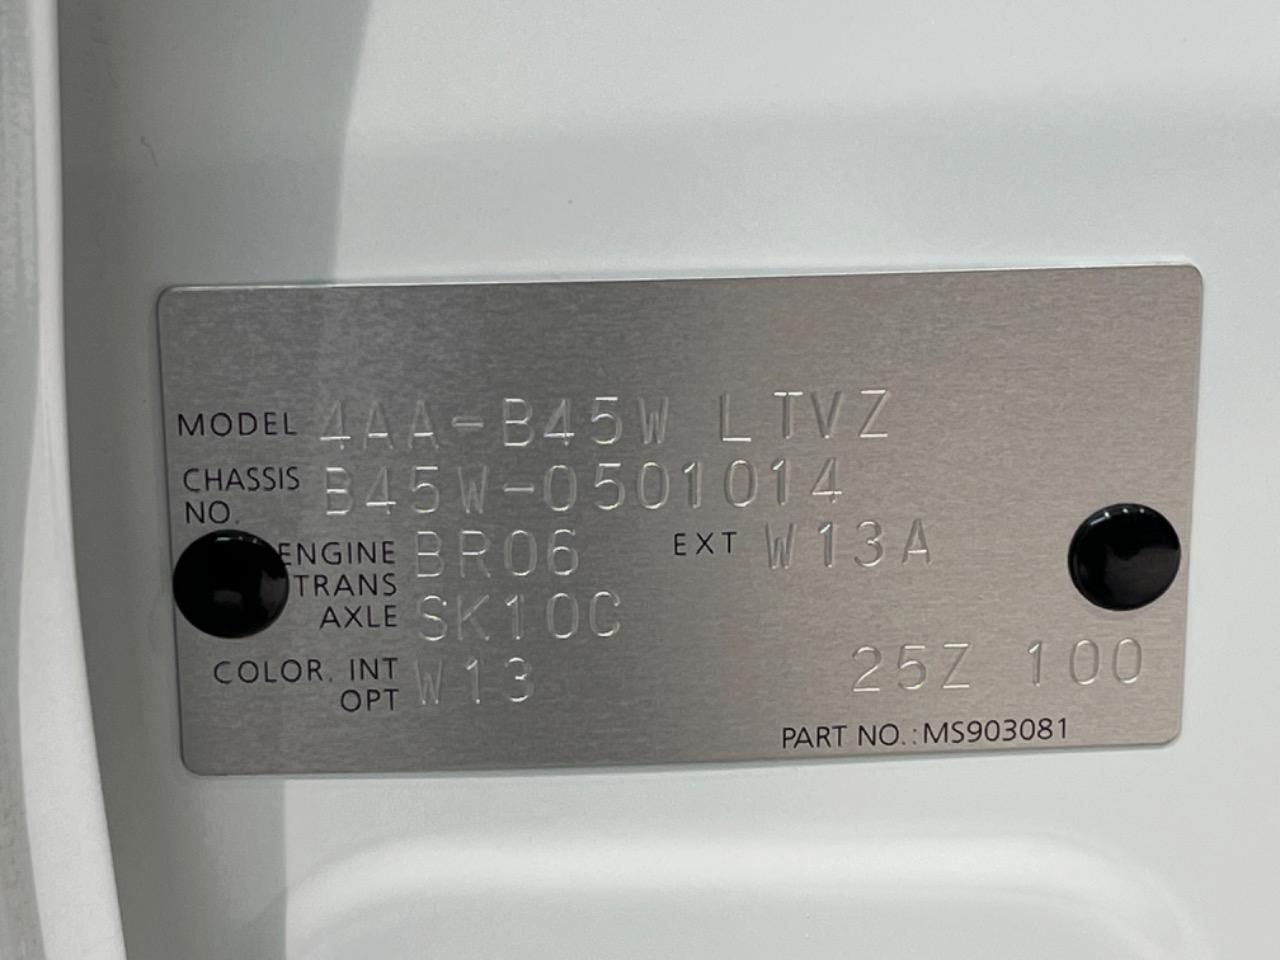 MODEL 4AA-B45W LTVZ
CHASSIS NO. B45W-0501014
ENGINE BR06 EXT W13A
TRANS AXLE SK10C
COLOR, INT OPT W13 25Z 100
PART NO.:MS903081